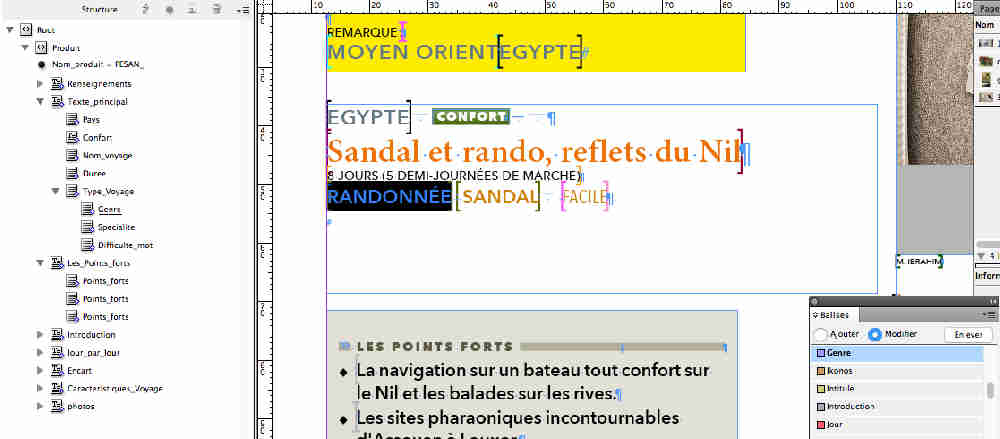 Structure
Root
Produit
Nom_produit = FESAN_
Renseignements
Texte_principal
Pays
Confort
Nom_voyage
Duree
Type_Voyage
Genre
Specialite
Difficulte_mot
Les_Points_forts
Points_forts
Points_forts
Points_forts
Introduction
Jour_par_Jour
Encart
Caracteristiques_Voyage
photos
10 20 30 40 50 60 70 80 90 100 110 120
REMARQUE
MOYEN ORIENT EGYPTE
EGYPTE CONFORT
Sandal et rando, reflets du Nil
8 JOURS (5 DEMI-JOURNÉES DE MARCHE)
RANDONNÉE SANDAL FACILE
LES POINTS FORTS
♦ La navigation sur un bateau tout confort sur
le Nil et les balades sur les rives.
♦ Les sites pharaoniques incontournables
d'Assouan à Louxor
M. IBRAHIM
Page
Nom
Inform
Balises
Ajouter Modifier Enlever
Genre
Ikonos
Intitule
Introduction
Jour